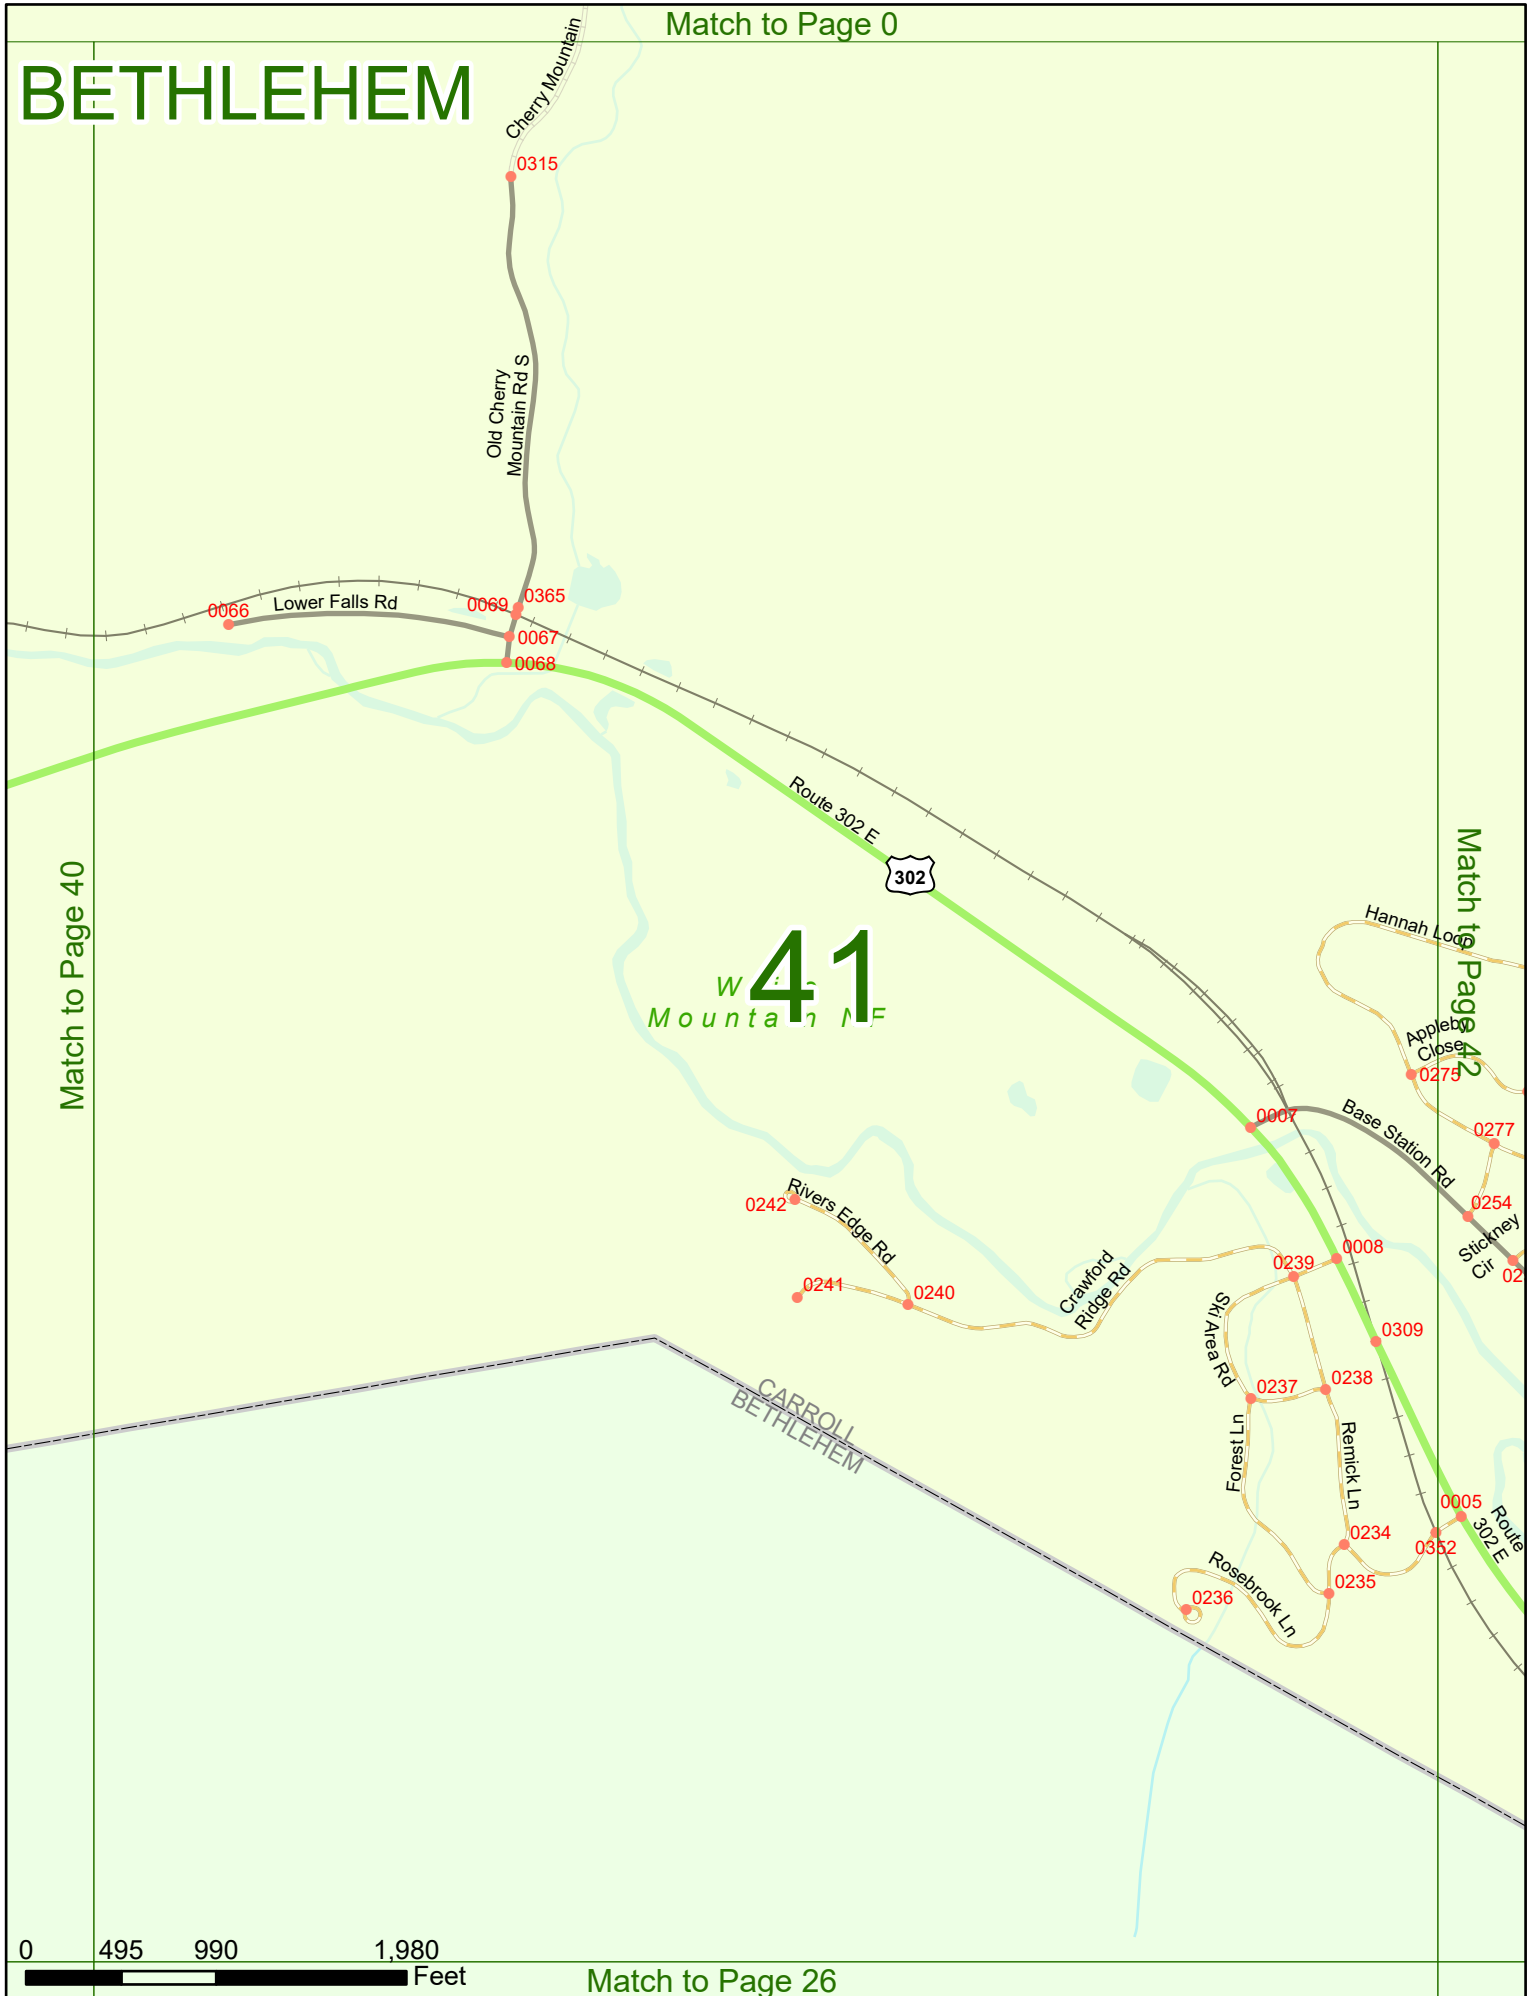 Match to Page 0
BETHLEHEM
Cherry Mountain
0315
Old Cherry
Mountain Rd S
0066
Lower Falls Rd
0069
0365
0067
0068
Route 302 E
302
Match to Page 40
41
Mountain NF
Match to Page 42
Hannah Loop
Appleby
Close
0275
0007
Base Station Rd
0277
0254
Stickney
Cir
02
0242
Rivers Edge Rd
0241
0240
Crawford
Ridge Rd
0239
0008
Ski Area Rd
0309
0237
0238
CARROLL
BETHLEHEM
Forest Ln
Remick Ln
0005
Route
302 E
0234
0352
Rosebrook Ln
0235
0236
0 495 990 1,980
Feet
Match to Page 26